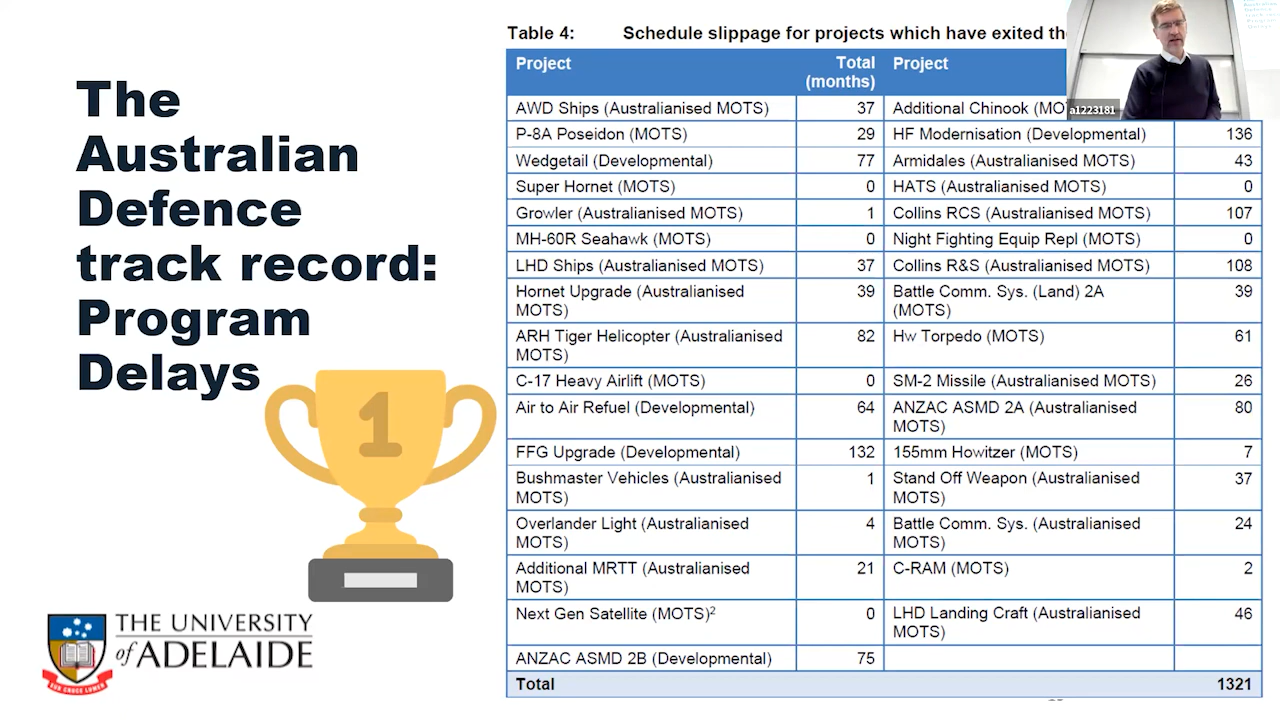 The
Australian
Defence
track record:
Program
Delays
1
THE UNIVERSITY
of ADELAIDE
SUB CRUCE LUMEN
Table 4: Schedule slippage for projects which have exited the
Project Total (months) Project
AWD Ships (Australianised MOTS) 37 Additional Chinook (MO
a1223181
P-8A Poseidon (MOTS) 29 HF Modernisation (Developmental) 136
Wedgetail (Developmental) 77 Armidales (Australianised MOTS) 43
Super Hornet (MOTS) 0 HATS (Australianised MOTS) 0
Growler (Australianised MOTS) 1 Collins RCS (Australianised MOTS) 107
MH-60R Seahawk (MOTS) 0 Night Fighting Equip Repl (MOTS) 0
LHD Ships (Australianised MOTS) 37 Collins R&S (Australianised MOTS) 108
Hornet Upgrade (Australianised MOTS) 39 Battle Comm. Sys. (Land) 2A (MOTS) 39
ARH Tiger Helicopter (Australianised MOTS) 82 Hw Torpedo (MOTS) 61
C-17 Heavy Airlift (MOTS) 0 SM-2 Missile (Australianised MOTS) 26
Air to Air Refuel (Developmental) 64 ANZAC ASMD 2A (Australianised MOTS) 80
FFG Upgrade (Developmental) 132 155mm Howitzer (MOTS) 7
Bushmaster Vehicles (Australianised MOTS) 1 Stand Off Weapon (Australianised MOTS) 37
Overlander Light (Australianised MOTS) 4 Battle Comm. Sys. (Australianised MOTS) 24
Additional MRTT (Australianised MOTS) 21 C-RAM (MOTS) 2
Next Gen Satellite (MOTS)² 0 LHD Landing Craft (Australianised MOTS) 46
ANZAC ASMD 2B (Developmental) 75
Total 1321